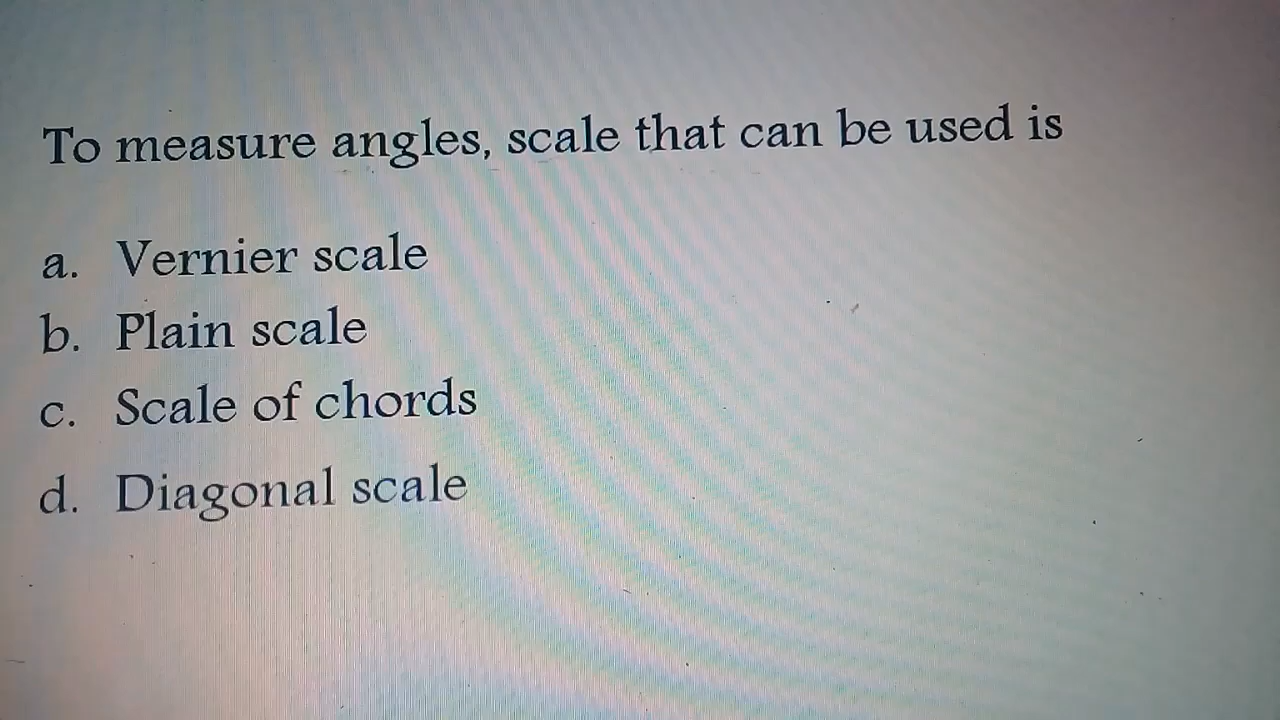 To measure angles, scale that can be used is
a. Vernier scale
b. Plain scale
c. Scale of chords
d. Diagonal scale